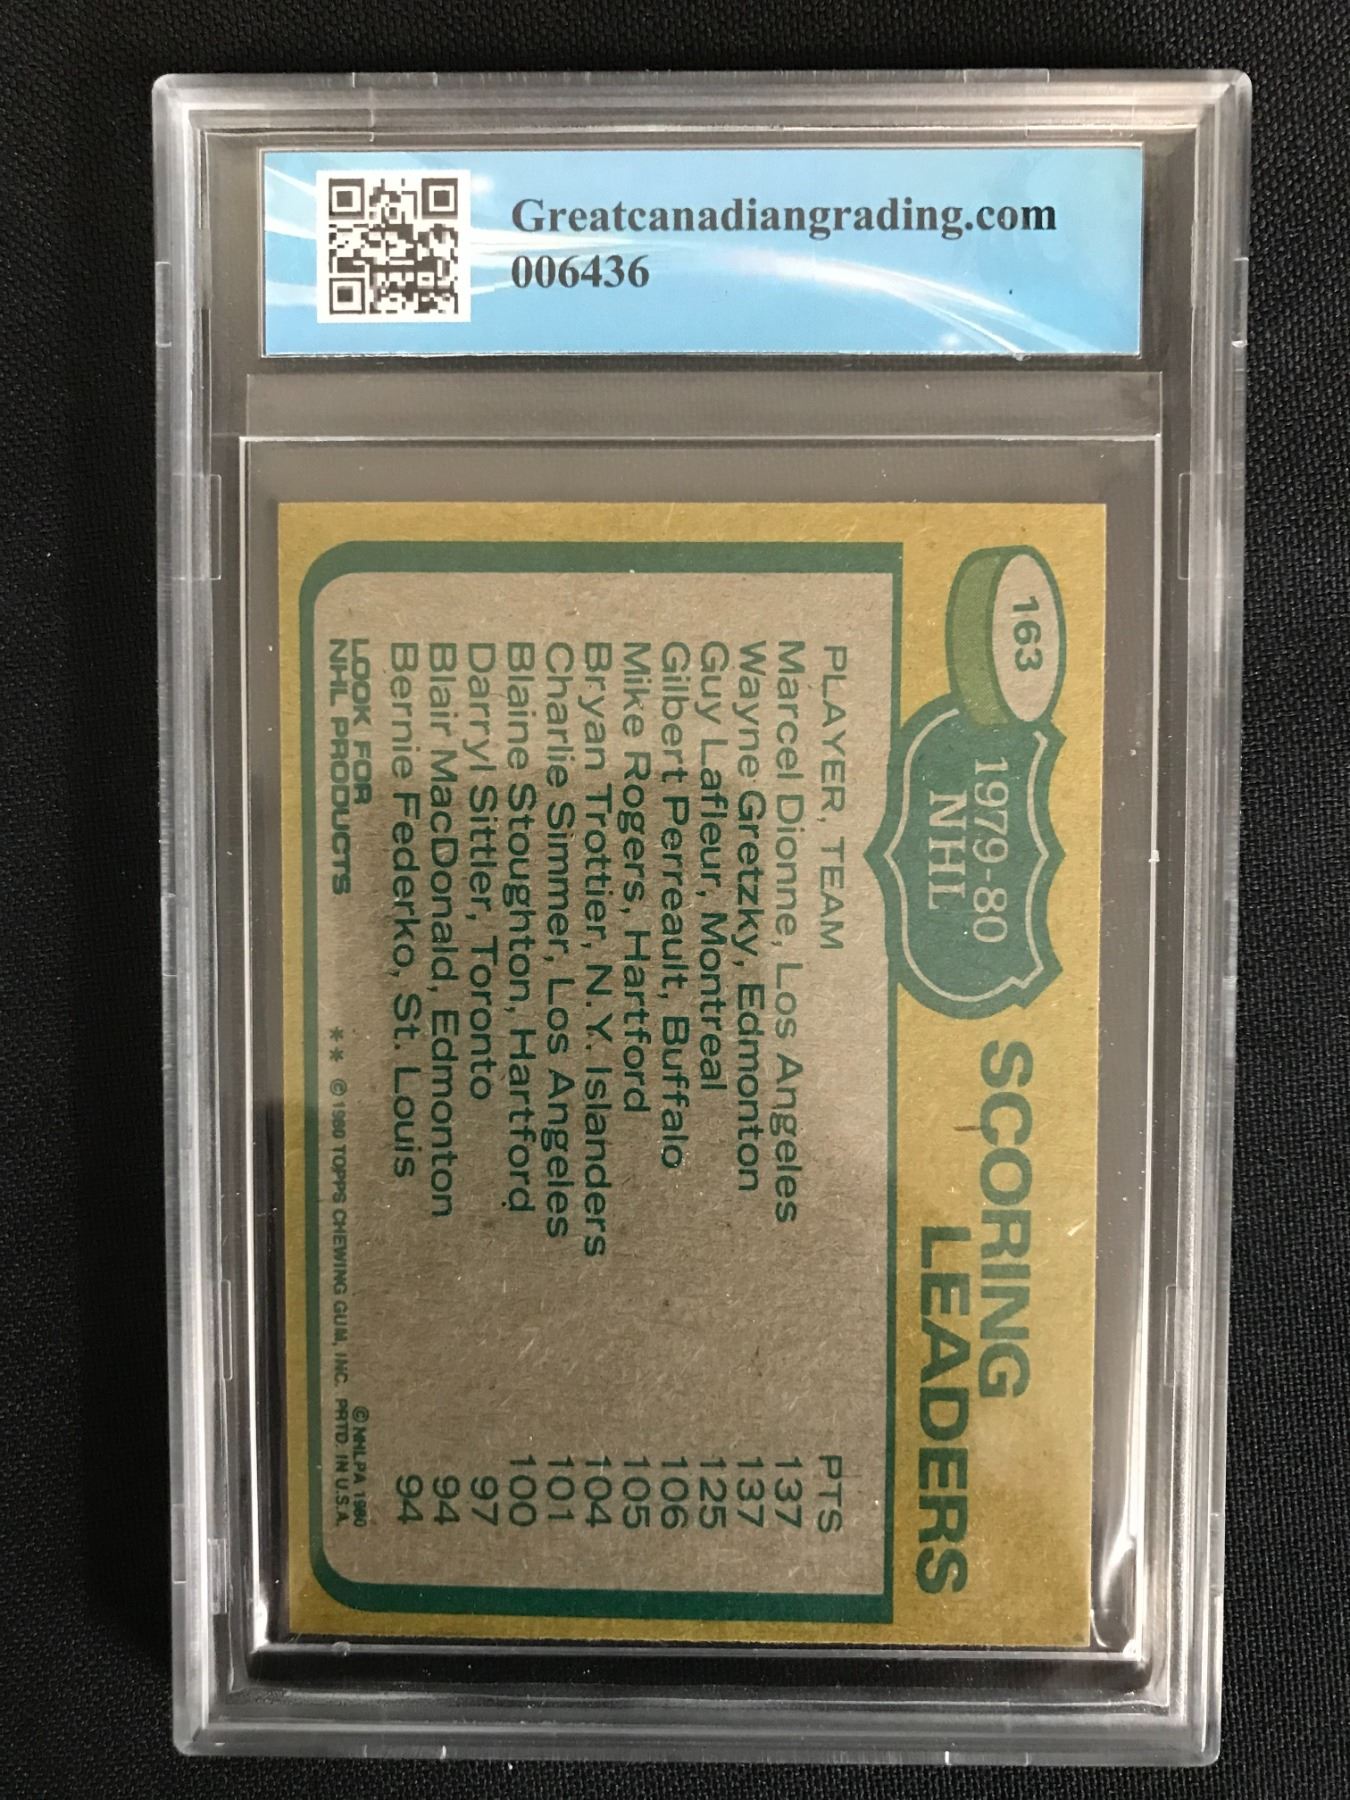 Greatcanadiangrading.com
006436
163
1979-80
NHL
SCORING
LEADERS
PLAYER, TEAM PTS
Marcel Dionne, Los Angeles 137
Wayne Gretzky, Edmonton 137
Guy Lafleur, Montreal 125
Gilbert Perreault, Buffalo 106
Mike Rogers, Hartford 105
Bryan Trottier, N.Y. Islanders 104
Charlie Simmer, Los Angeles 101
Blaine Stoughton, Hartford 100
Darryl Sittler, Toronto 97
Blair MacDonald, Edmonton 94
Bernie Federko, St. Louis 94
LOOK FOR © NHLPA 1980
NHL PRODUCTS ** © 1980 TOPPS CHEWING GUM, INC. PRTD. IN U.S.A.